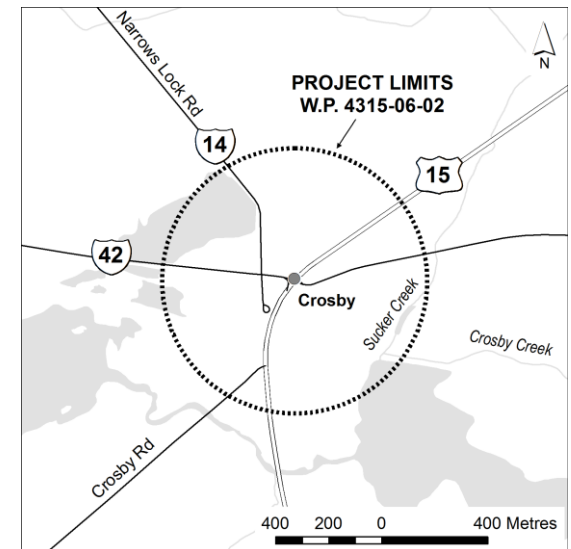 Narrows Lock Rd
N
PROJECT LIMITS
W.P. 4315-06-02
14
15
42
Crosby
Sucker Creek
Crosby Creek
Crosby Rd
400 200 0 400 Metres